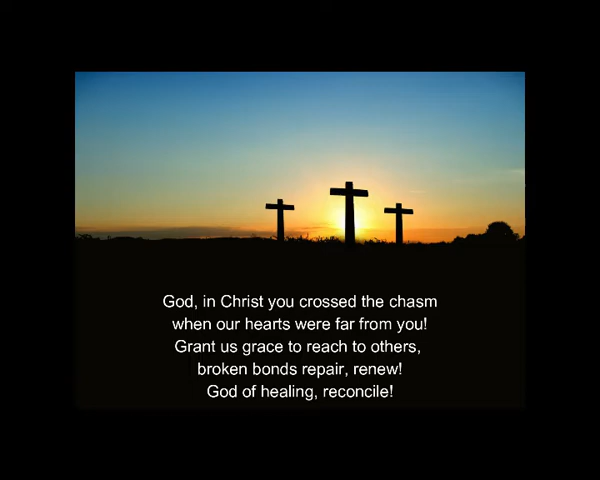 God, in Christ you crossed the chasm
when our hearts were far from you!
Grant us grace to reach to others,
broken bonds repair, renew!
God of healing, reconcile!